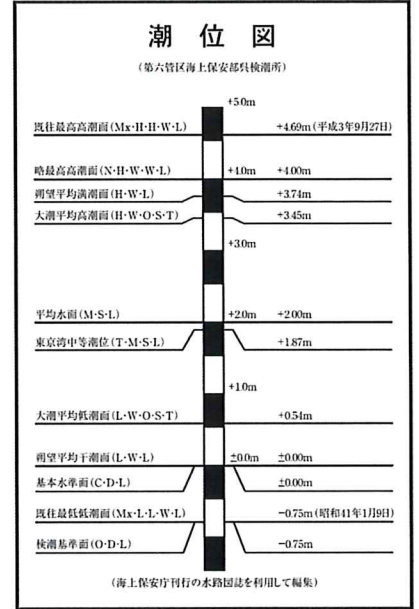 潮位図
(第六管区海上保安部呉検潮所)
+5.0m
既往最高高潮面(Mx・H・H・W・L) +4.69m(平成3年9月27日)
略最高高潮面(N・H・W・W・L) +4.0m +4.00m
朔望平均満潮面(H・W・L) +3.74m
大潮平均高潮面(H・W・O・S・T) +3.45m
+3.0m
平均水面(M・S・L) +2.0m +2.00m
東京湾中等潮位(T・M・S・L) +1.87m
+1.0m
大潮平均低潮面(L・W・O・S・T) +0.54m
朔望平均干潮面(L・W・L) ±0.0m ±0.00m
基本水準面(C・D・L) ±0.00m
既往最低低潮面(Mx・L・L・W・L) −0.75m(昭和41年1月9日)
検潮基準面(O・D・L) −0.75m
(海上保安庁刊行の水路図誌を利用して編集)